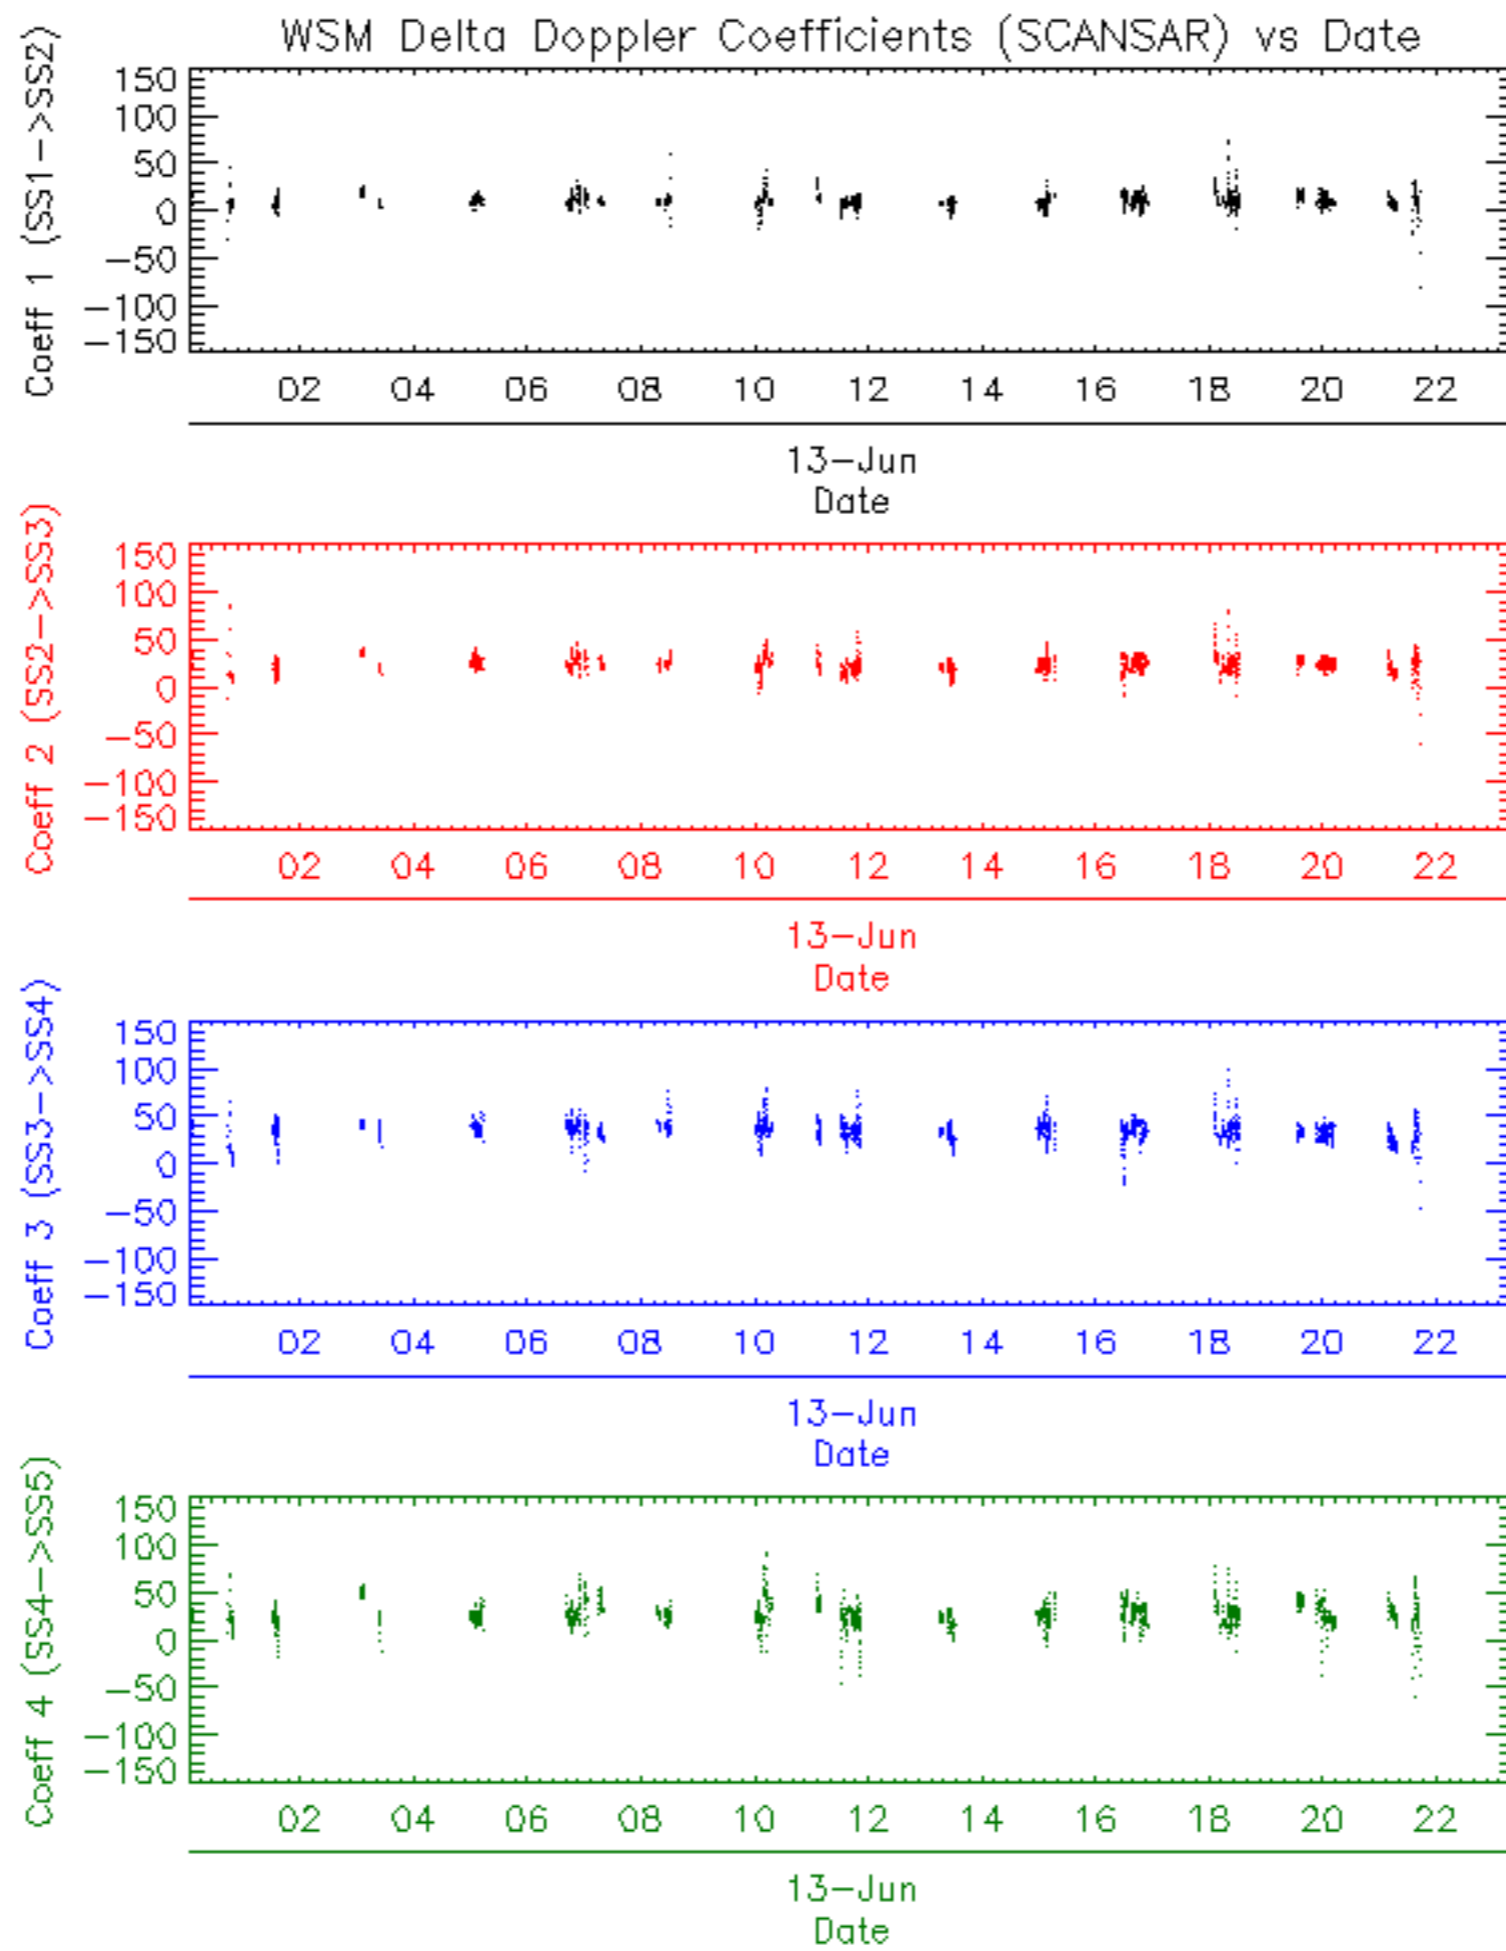 WSM Delta Doppler Coefficients (SCANSAR) vs Date
Coeff 1 (SS1->SS2)
150
100
50
0
-50
-100
-150
02 04 06 08 10 12 14 16 18 20 22
13-Jun
Date
Coeff 2 (SS2->SS3)
150
100
50
0
-50
-100
-150
02 04 06 08 10 12 14 16 18 20 22
13-Jun
Date
Coeff 3 (SS3->SS4)
150
100
50
0
-50
-100
-150
02 04 06 08 10 12 14 16 18 20 22
13-Jun
Date
Coeff 4 (SS4->SS5)
150
100
50
0
-50
-100
-150
02 04 06 08 10 12 14 16 18 20 22
13-Jun
Date